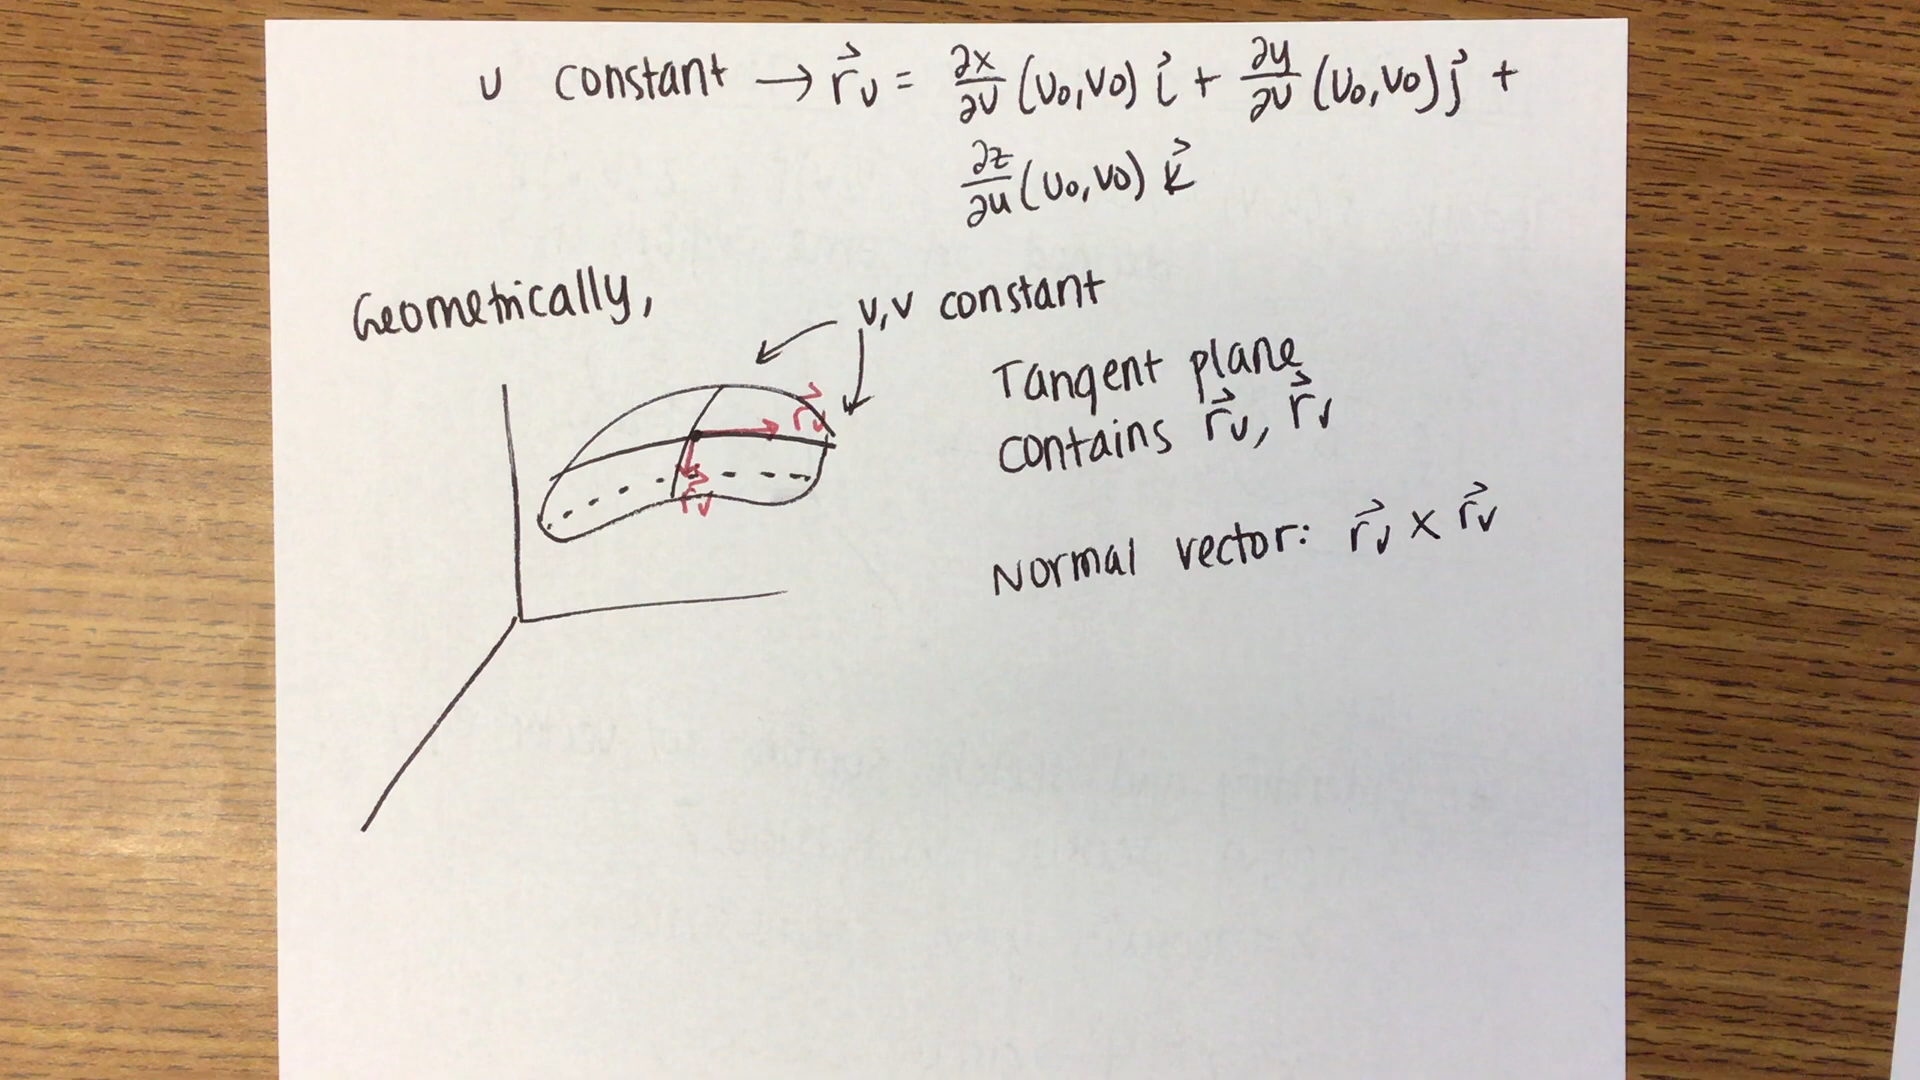 u constant → r⃗v = ∂x/∂v (u0,v0) i⃗ + ∂y/∂v (u0,v0) j⃗ +
∂z/∂u (u0,v0) k⃗
Geometrically,
u,v constant
Tangent plane
contains r⃗u, r⃗v
r⃗u
r⃗v
Normal vector: r⃗u x r⃗v